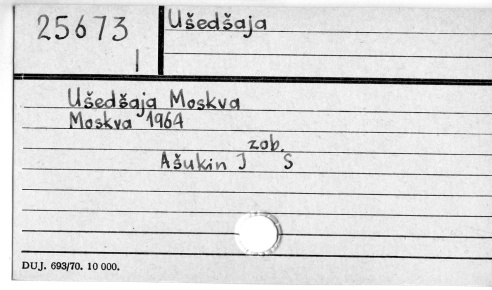 25673
I
Ušedšaja
Ušedšaja Moskva
Moskva 1964
zob.
Ašukin J S
DUJ. 693/70. 10 000.